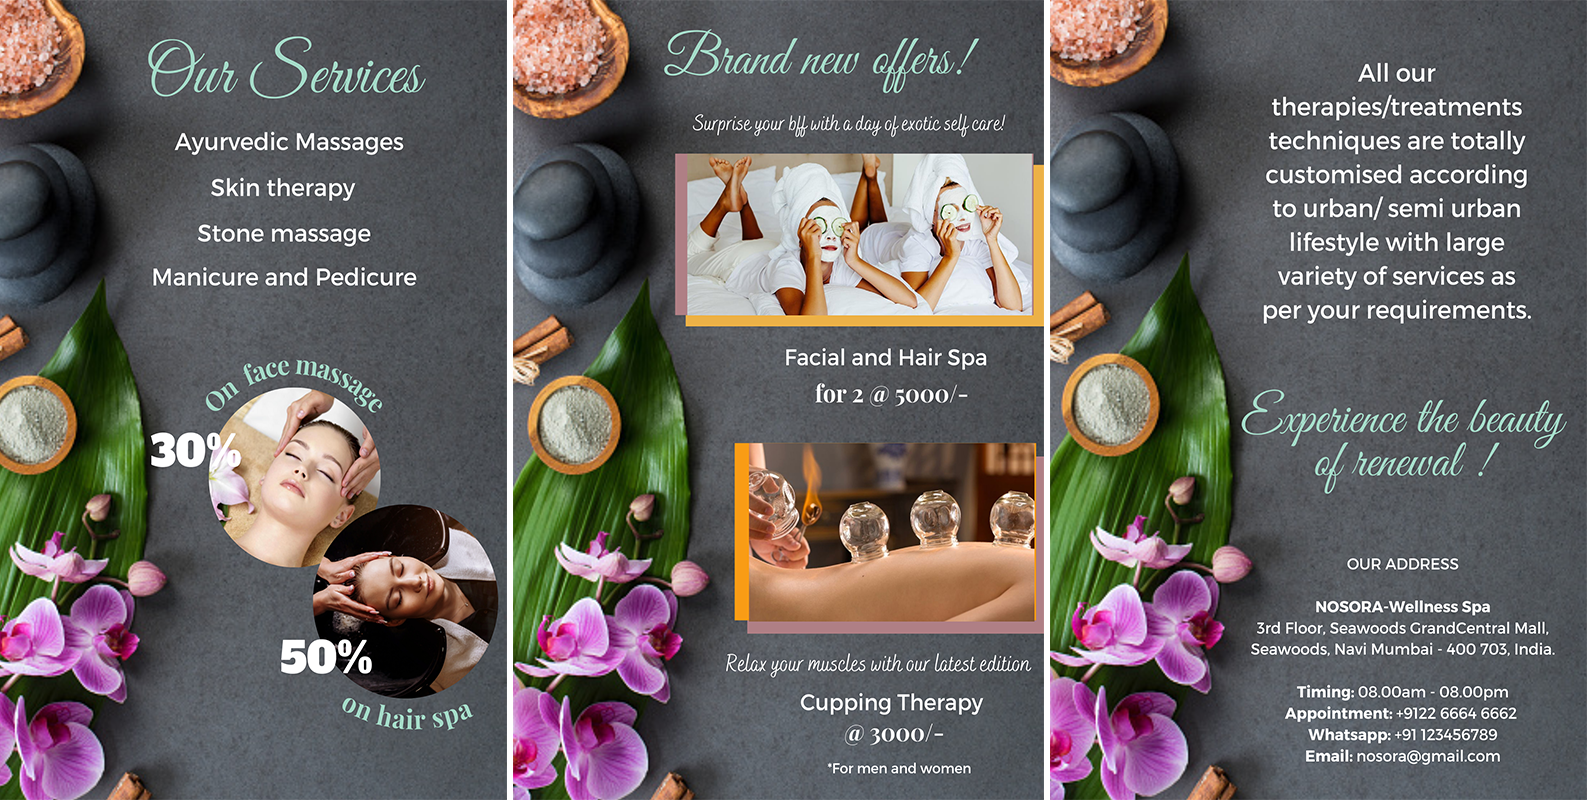 Our Services
Ayurvedic Massages
Skin therapy
Stone massage
Manicure and Pedicure
On face massage
30%
50%
on hair spa
Brand new offers!
Surprise your bff with a day of exotic self care!
Facial and Hair Spa
for 2 @ 5000/-
Relax your muscles with our latest edition
Cupping Therapy
@ 3000/-
*For men and women
All our
therapies/treatments
techniques are totally
customised according
to urban/ semi urban
lifestyle with large
variety of services as
per your requirements.
Experience the beauty
of renewal !
OUR ADDRESS
NOSORA-Wellness Spa
3rd Floor, Seawoods GrandCentral Mall,
Seawoods, Navi Mumbai - 400 703, India.
Timing: 08.00am - 08.00pm
Appointment: +9122 6664 6662
Whatsapp: +91 123456789
Email: nosora@gmail.com